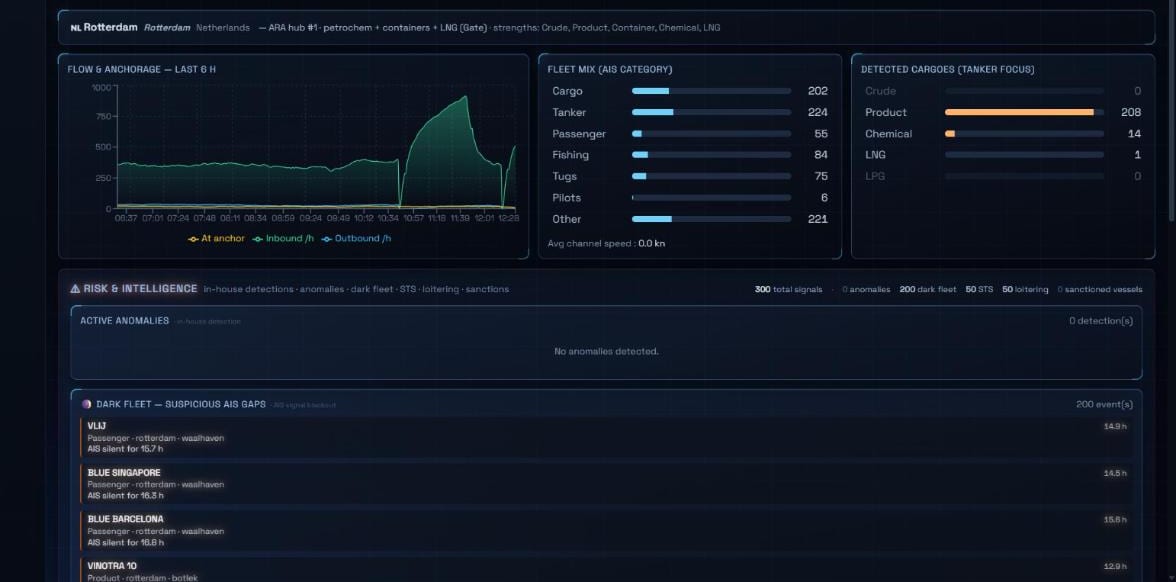 NL Rotterdam Rotterdam Netherlands — ARA hub #1 · petrochem + containers + LNG (Gate) · strengths: Crude, Product, Container, Chemical, LNG
FLOW & ANCHORAGE — LAST 6 H
1000
750
500
250
0
06:37 07:01 07:24 07:48 08:11 08:34 08:59 09:24 09:49 10:12 10:34 10:57 11:18 11:39 12:01 12:28
At anchor Inbound /h Outbound /h
FLEET MIX (AIS CATEGORY)
Cargo 202
Tanker 224
Passenger 55
Fishing 84
Tugs 75
Pilots 6
Other 221
Avg channel speed : 0.0 kn
DETECTED CARGOES (TANKER FOCUS)
Crude 0
Product 208
Chemical 14
LNG 1
LPG 0
⚠ RISK & INTELLIGENCE in-house detections · anomalies · dark fleet · STS · loitering · sanctions
300 total signals · 0 anomalies 200 dark fleet 50 STS 50 loitering 0 sanctioned vessels
ACTIVE ANOMALIES · in-house detection 0 detection(s)
No anomalies detected.
DARK FLEET — SUSPICIOUS AIS GAPS · AIS signal blackout 200 event(s)
VLIJ 14.9 h
Passenger · rotterdam · waalhaven
AIS silent for 15.7 h
BLUE SINGAPORE 14.5 h
Passenger · rotterdam · waalhaven
AIS silent for 16.3 h
BLUE BARCELONA 15.6 h
Passenger · rotterdam · waalhaven
AIS silent for 16.8 h
VINOTRA 10 12.9 h
Product · rotterdam · botlek